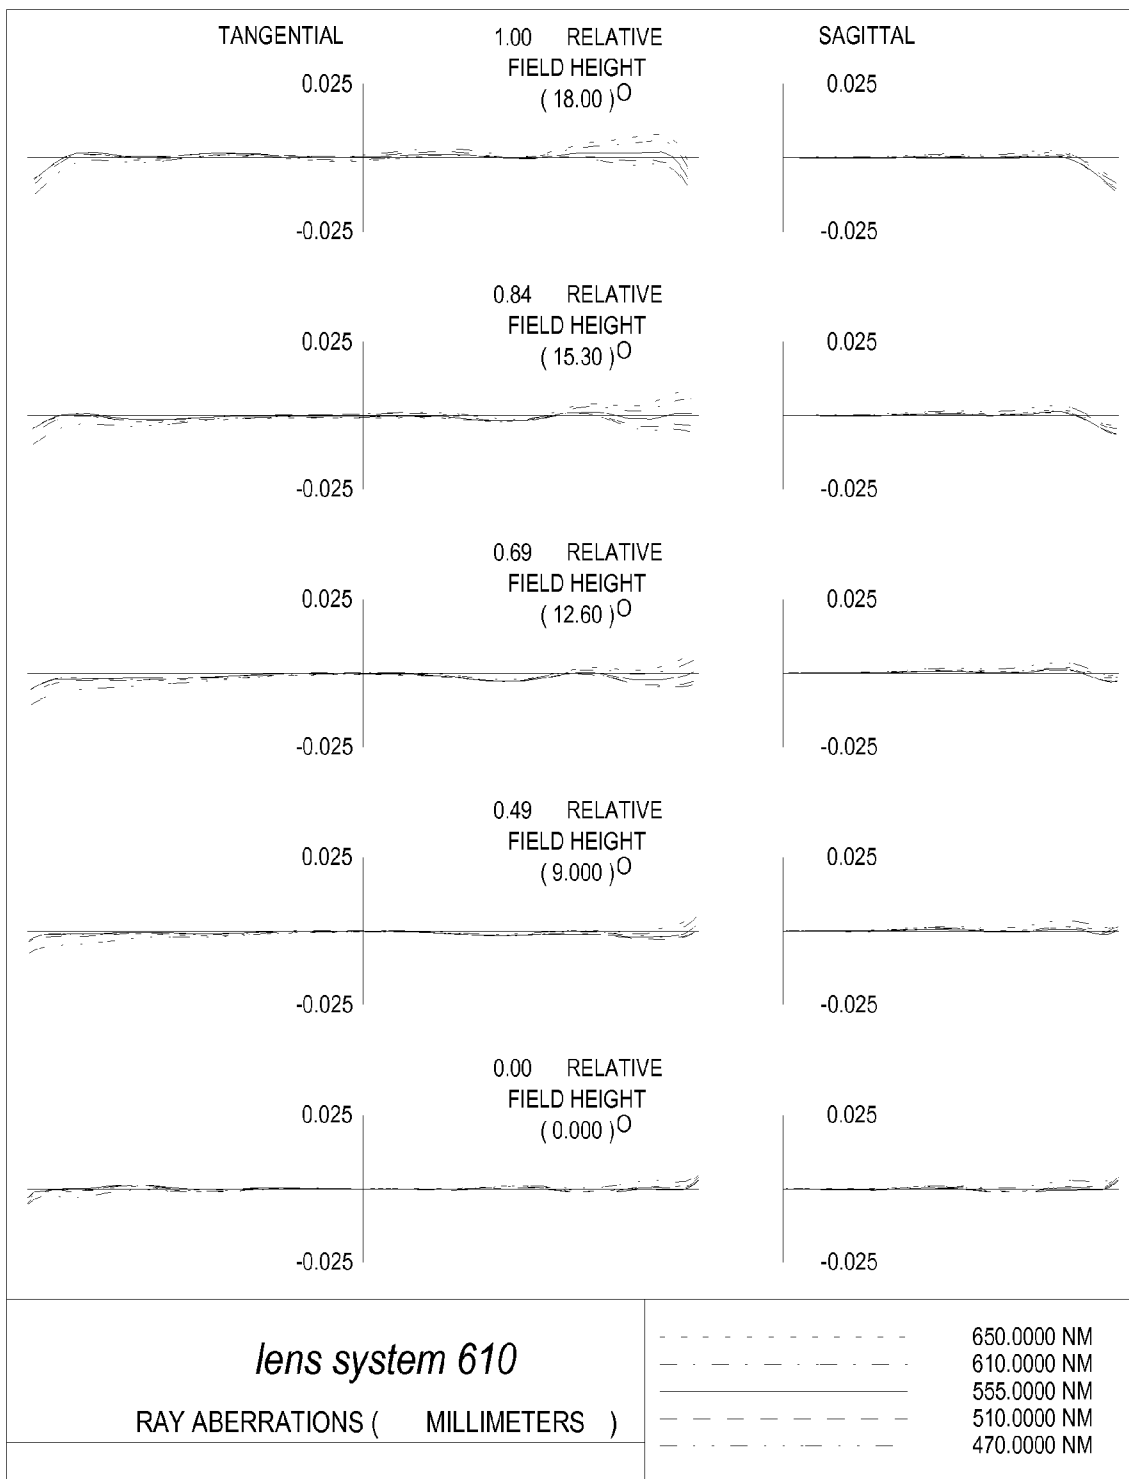 TANGENTIAL 1.00 RELATIVE SAGITTAL
FIELD HEIGHT
0.025 ( 18.00 )O 0.025
-0.025 -0.025
0.84 RELATIVE
FIELD HEIGHT
0.025 ( 15.30 )O 0.025
-0.025 -0.025
0.69 RELATIVE
FIELD HEIGHT
0.025 ( 12.60 )O 0.025
-0.025 -0.025
0.49 RELATIVE
FIELD HEIGHT
0.025 ( 9.000 )O 0.025
-0.025 -0.025
0.00 RELATIVE
FIELD HEIGHT
0.025 ( 0.000 )O 0.025
-0.025 -0.025
lens system 610
RAY ABERRATIONS ( MILLIMETERS )
650.0000 NM
610.0000 NM
555.0000 NM
510.0000 NM
470.0000 NM